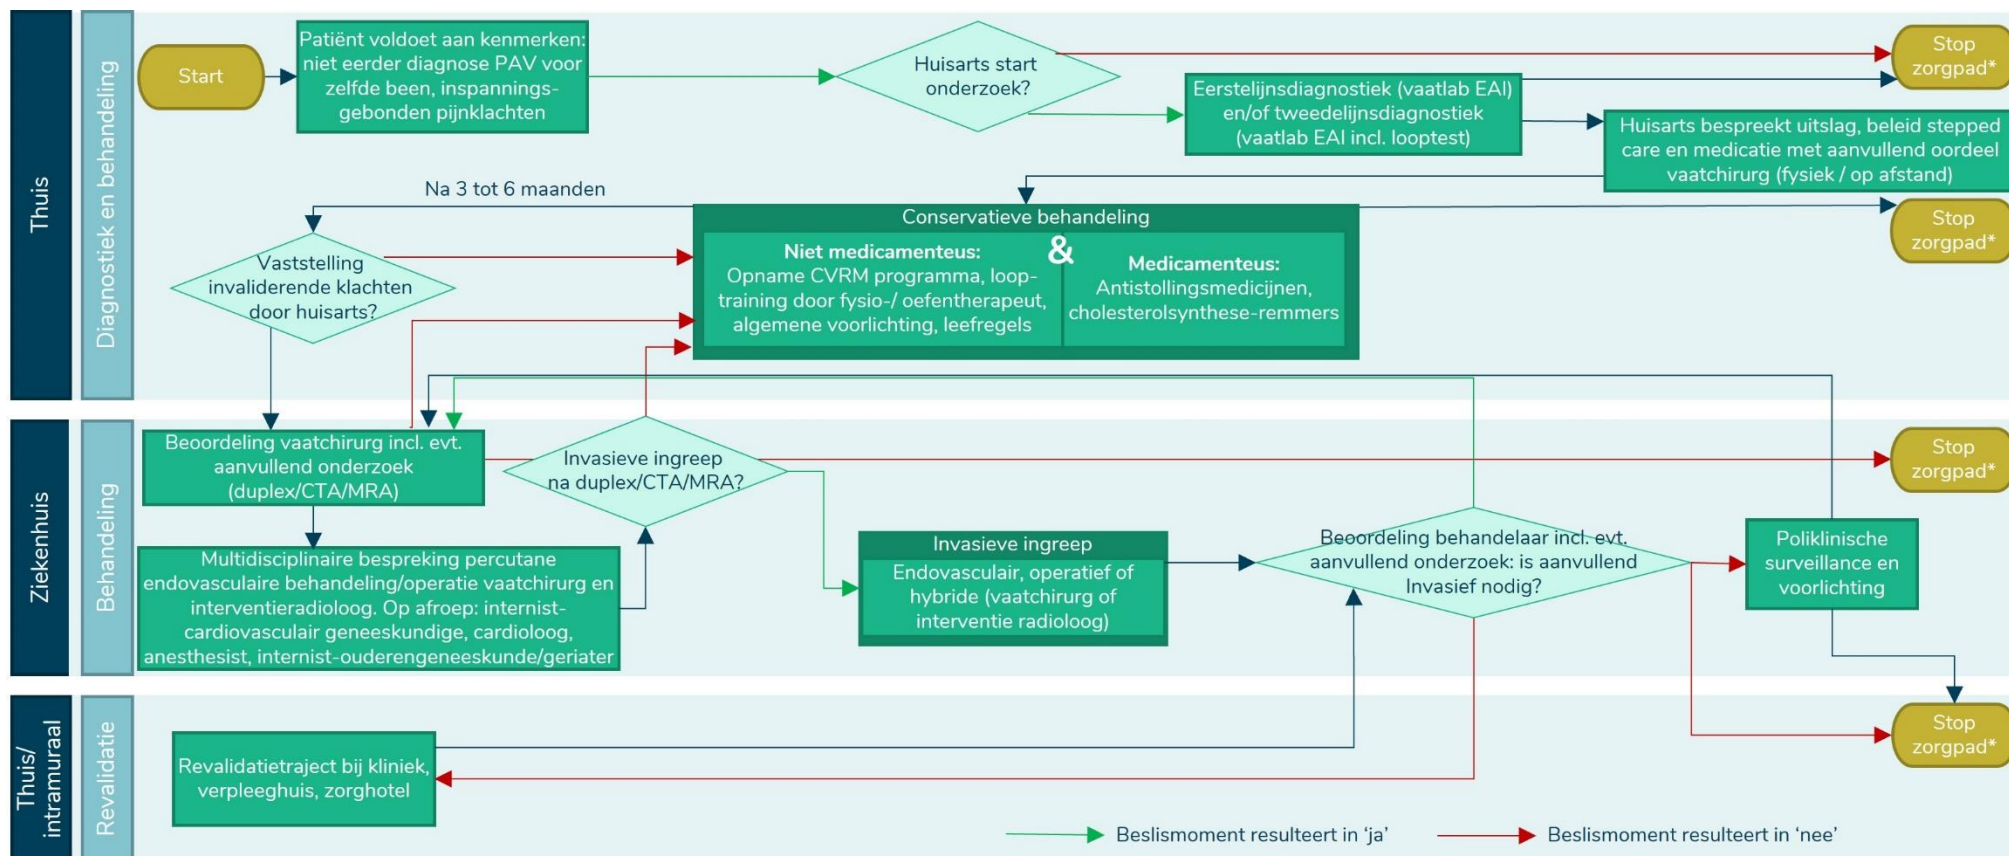 Thuis
Diagnostiek en behandeling
Start
Patiënt voldoet aan kenmerken:
niet eerder diagnose PAV voor
zelfde been, inspannings-
gebonden pijnklachten
Huisarts start
onderzoek?
Stop
zorgpad*
Eerstelijnsdiagnostiek (vaatlab EAI)
en/of tweedelijnsdiagnostiek
(vaatlab EAI incl. looptest)
Huisarts bespreekt uitslag, beleid stepped
care en medicatie met aanvullend oordeel
vaatchirurg (fysiek / op afstand)
Na 3 tot 6 maanden
Vaststelling
invaliderende klachten
door huisarts?
Conservatieve behandeling
Niet medicamenteus:
Opname CVRM programma, loop-
training door fysio-/ oefentherapeut,
algemene voorlichting, leefregels
&
Medicamenteus:
Antistollingsmedicijnen,
cholesterolsynthese-remmers
Stop
zorgpad*
Ziekenhuis
Behandeling
Beoordeling vaatchirurg incl. evt.
aanvullend onderzoek
(duplex/CTA/MRA)
Invasieve ingreep
na duplex/CTA/MRA?
Stop
zorgpad*
Multidisciplinaire bespreking percutane
endovasculaire behandeling/operatie vaatchirurg en
interventieradioloog. Op afroep: internist-
cardiovasculair geneeskundige, cardioloog,
anesthesist, internist-ouderengeneeskunde/geriater
Invasieve ingreep
Endovasculair, operatief of
hybride (vaatchirurg of
interventie radioloog)
Beoordeling behandelaar incl. evt.
aanvullend onderzoek: is aanvullend
Invasief nodig?
Poliklinische
surveillance en
voorlichting
Thuis/
intramuraal
Revalidatie
Revalidatietraject bij kliniek,
verpleeghuis, zorghotel
Stop
zorgpad*
Beslismoment resulteert in ‘ja’
Beslismoment resulteert in ‘nee’